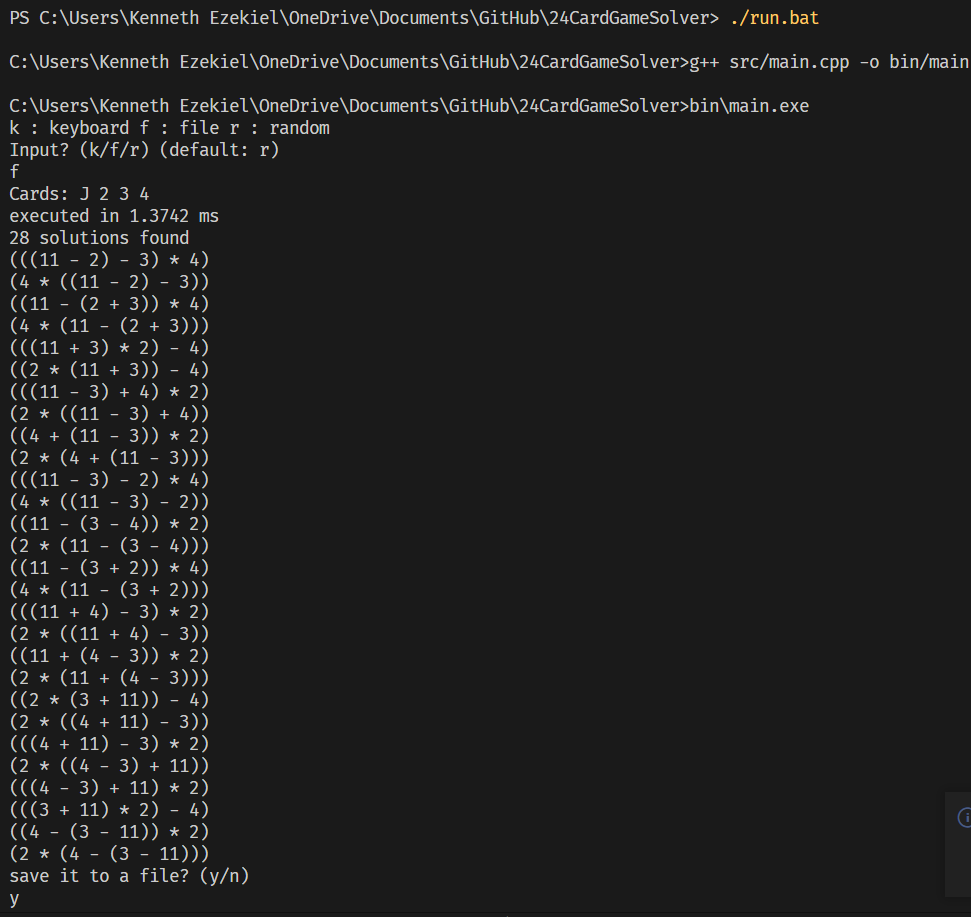 PS C:\Users\Kenneth Ezekiel\OneDrive\Documents\GitHub\24CardGameSolver> ./run.bat
C:\Users\Kenneth Ezekiel\OneDrive\Documents\GitHub\24CardGameSolver>g++ src/main.cpp -o bin/main
C:\Users\Kenneth Ezekiel\OneDrive\Documents\GitHub\24CardGameSolver>bin\main.exe
k : keyboard f : file r : random
Input? (k/f/r) (default: r)
f
Cards: J 2 3 4
executed in 1.3742 ms
28 solutions found
(((11 - 2) - 3) * 4)
(4 * ((11 - 2) - 3))
((11 - (2 + 3)) * 4)
(4 * (11 - (2 + 3)))
(((11 + 3) * 2) - 4)
((2 * (11 + 3)) - 4)
(((11 - 3) + 4) * 2)
(2 * ((11 - 3) + 4))
((4 + (11 - 3)) * 2)
(2 * (4 + (11 - 3)))
(((11 - 3) - 2) * 4)
(4 * ((11 - 3) - 2))
((11 - (3 - 4)) * 2)
(2 * (11 - (3 - 4)))
((11 - (3 + 2)) * 4)
(4 * (11 - (3 + 2)))
(((11 + 4) - 3) * 2)
(2 * ((11 + 4) - 3))
((11 + (4 - 3)) * 2)
(2 * (11 + (4 - 3)))
((2 * (3 + 11)) - 4)
(2 * ((4 + 11) - 3))
(((4 + 11) - 3) * 2)
(2 * ((4 - 3) + 11))
(((4 - 3) + 11) * 2)
(((3 + 11) * 2) - 4)
((4 - (3 - 11)) * 2)
(2 * (4 - (3 - 11)))
save it to a file? (y/n)
y